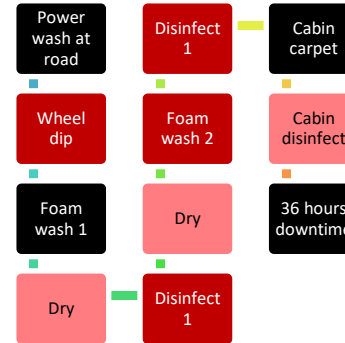 Power
wash at
road
Wheel
dip
Foam
wash 1
Dry
Disinfect
1
Dry
Foam
wash 2
Disinfect
1
Cabin
carpet
Cabin
disinfect
36 hours
downtime